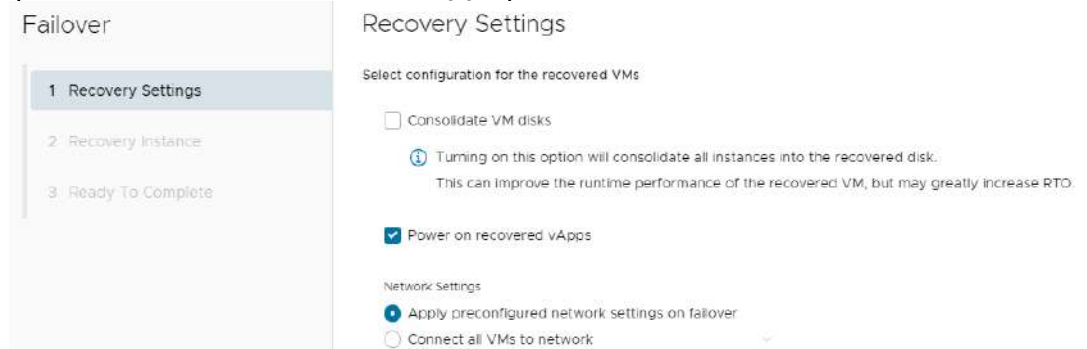 Failover
1 Recovery Settings
2 Recovery Instance
3 Ready To Complete
Recovery Settings
Select configuration for the recovered VMs
Consolidate VM disks
Turning on this option will consolidate all instances into the recovered disk.
This can improve the runtime performance of the recovered VM, but may greatly increase RTO.
Power on recovered vApps
Network Settings
Apply preconfigured network settings on failover
Connect all VMs to network